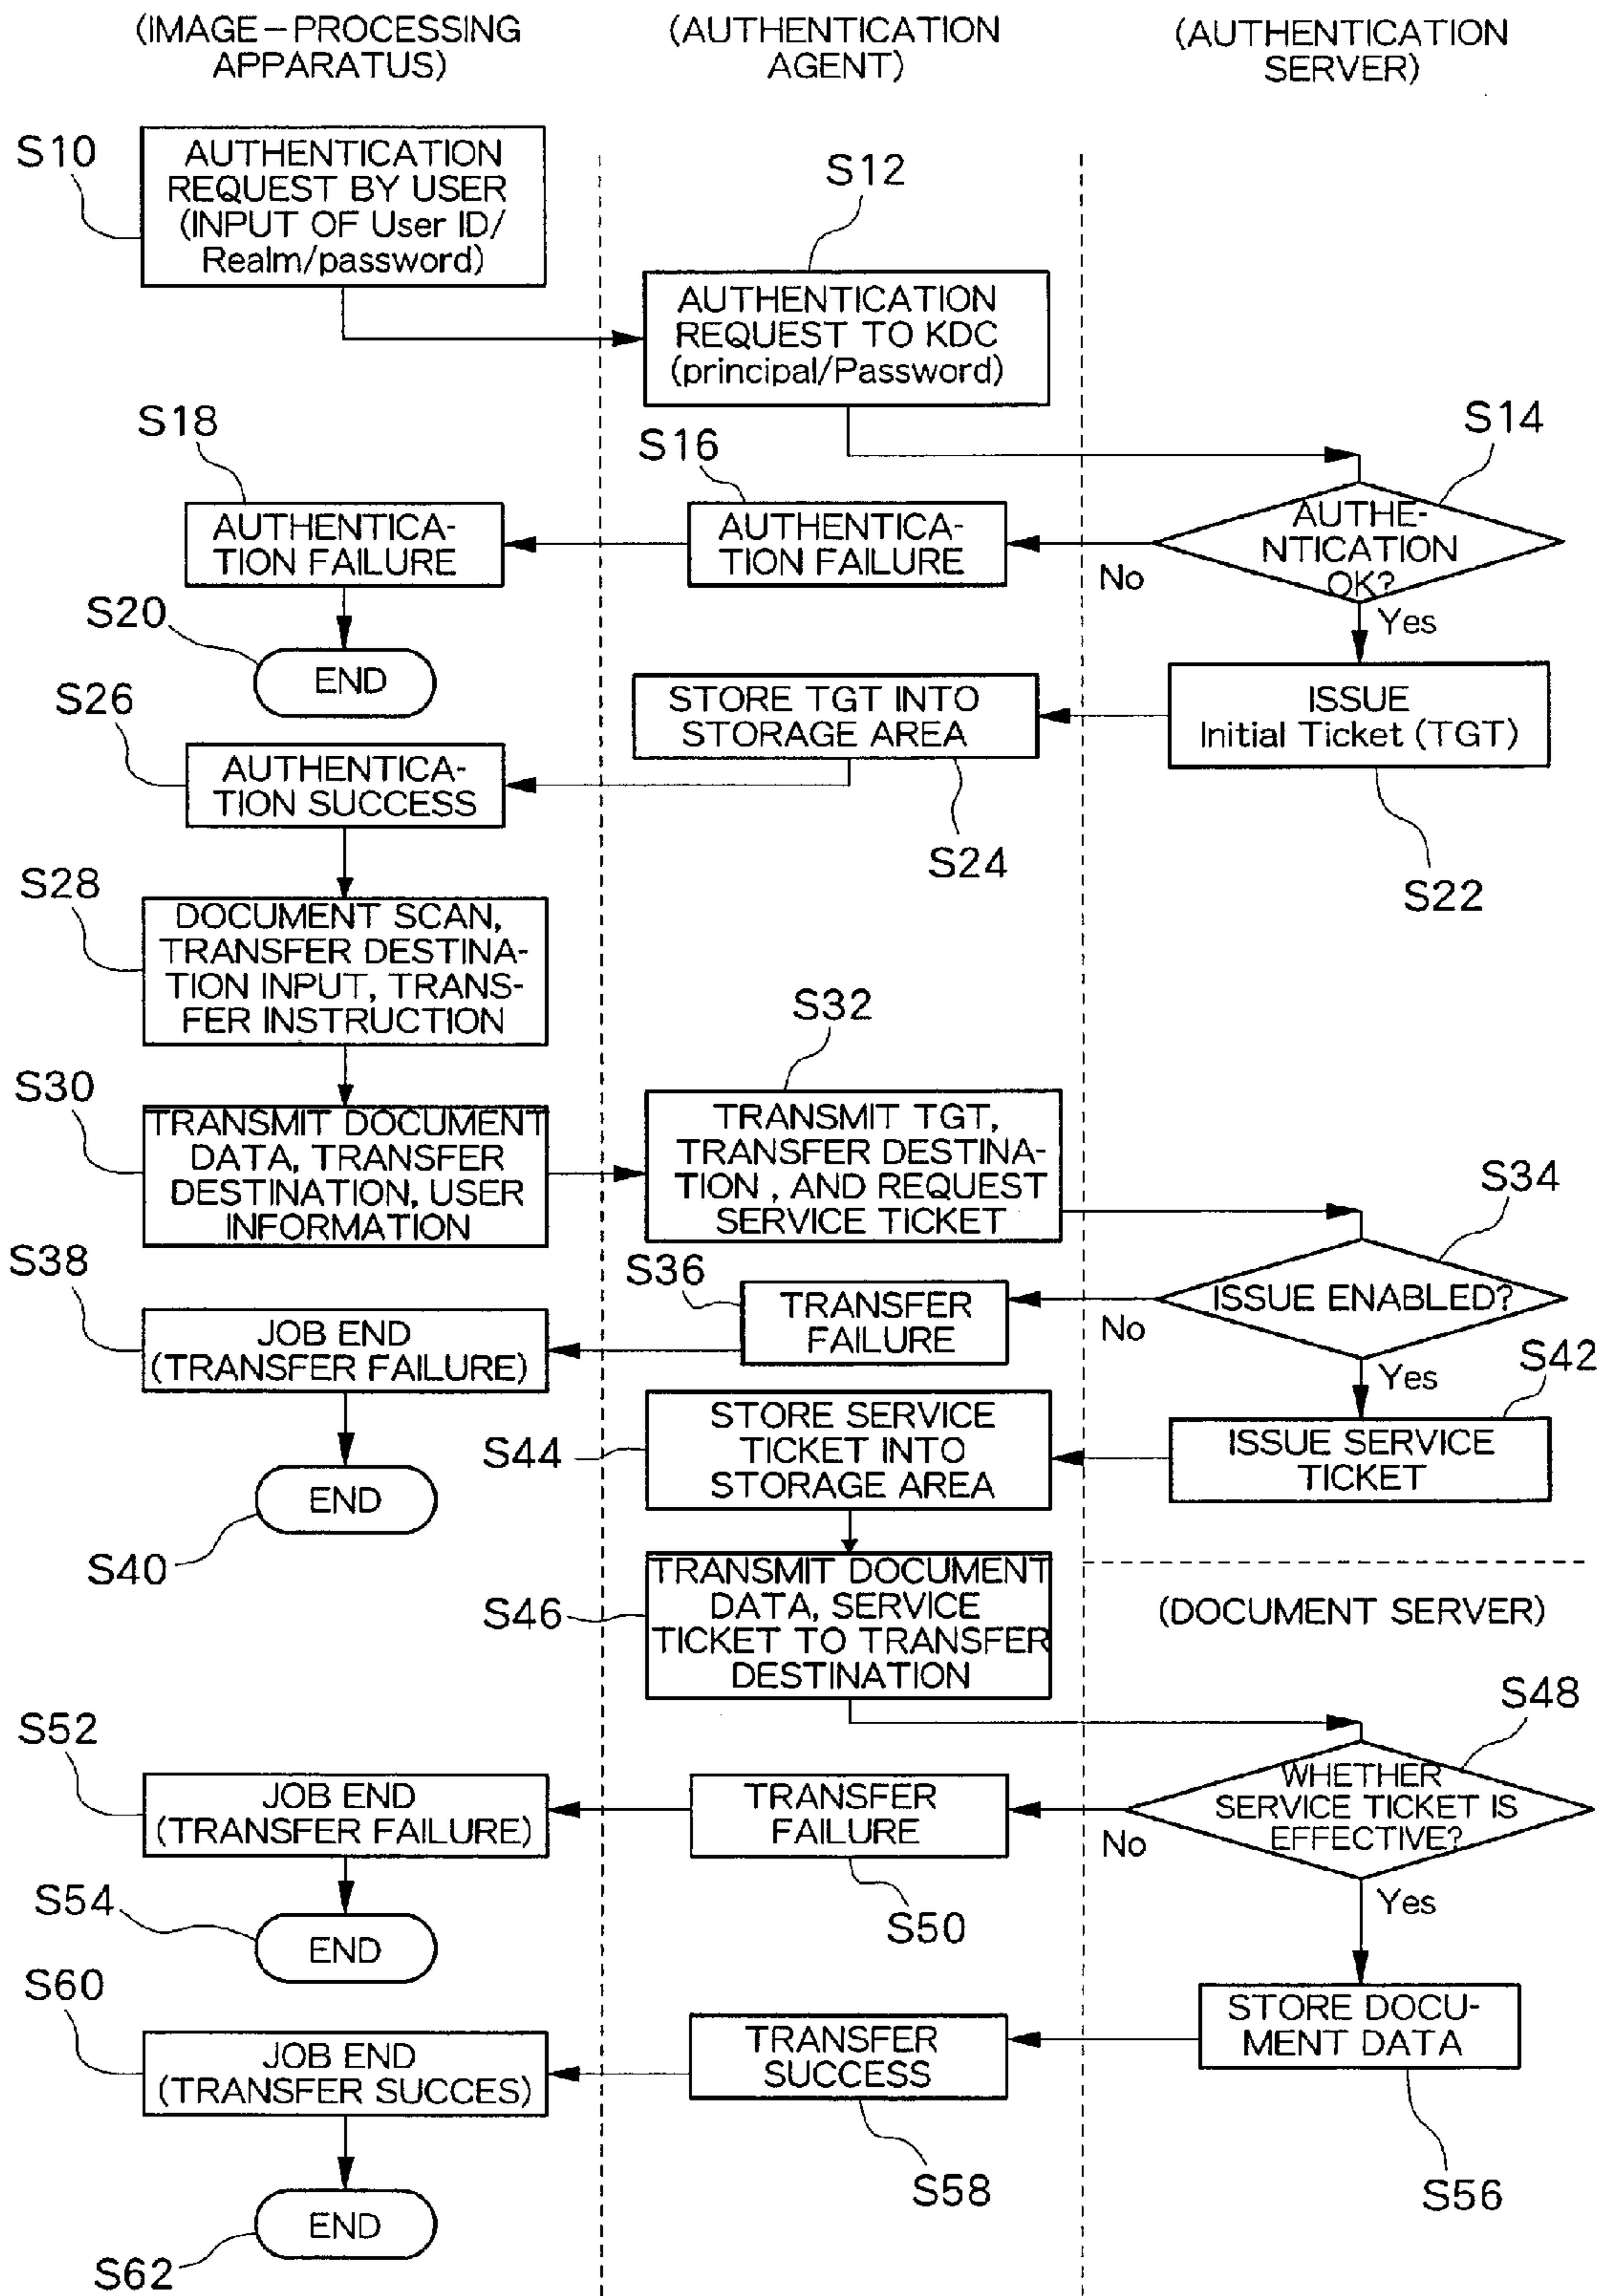 (IMAGE-PROCESSING
APPARATUS)
(AUTHENTICATION
AGENT)
(AUTHENTICATION
SERVER)
S10
AUTHENTICATION
REQUEST BY USER
(INPUT OF User ID/
Realm/password)
S12
AUTHENTICATION
REQUEST TO KDC
(principal/Password)
S14
AUTHE-
NTICATION
OK?
No
Yes
S16
AUTHENTICA-
TION FAILURE
S18
AUTHENTICA-
TION FAILURE
S20
END
ISSUE
Initial Ticket (TGT)
S22
STORE TGT INTO
STORAGE AREA
S24
S26
AUTHENTICA-
TION SUCCESS
S28
DOCUMENT SCAN,
TRANSFER DESTINA-
TION INPUT, TRANS-
FER INSTRUCTION
S30
TRANSMIT DOCUMENT
DATA, TRANSFER
DESTINATION, USER
INFORMATION
S32
TRANSMIT TGT,
TRANSFER DESTINA-
TION , AND REQUEST
SERVICE TICKET
S34
ISSUE ENABLED?
No
Yes
S36
TRANSFER
FAILURE
S38
JOB END
(TRANSFER FAILURE)
END
S40
S42
ISSUE SERVICE
TICKET
S44
STORE SERVICE
TICKET INTO
STORAGE AREA
S46
TRANSMIT DOCUMENT
DATA, SERVICE
TICKET TO TRANSFER
DESTINATION
(DOCUMENT SERVER)
S48
WHETHER
SERVICE TICKET IS
EFFECTIVE?
No
Yes
TRANSFER
FAILURE
S50
S52
JOB END
(TRANSFER FAILURE)
S54
END
STORE DOCU-
MENT DATA
S56
TRANSFER
SUCCESS
S58
S60
JOB END
(TRANSFER SUCCES)
END
S62